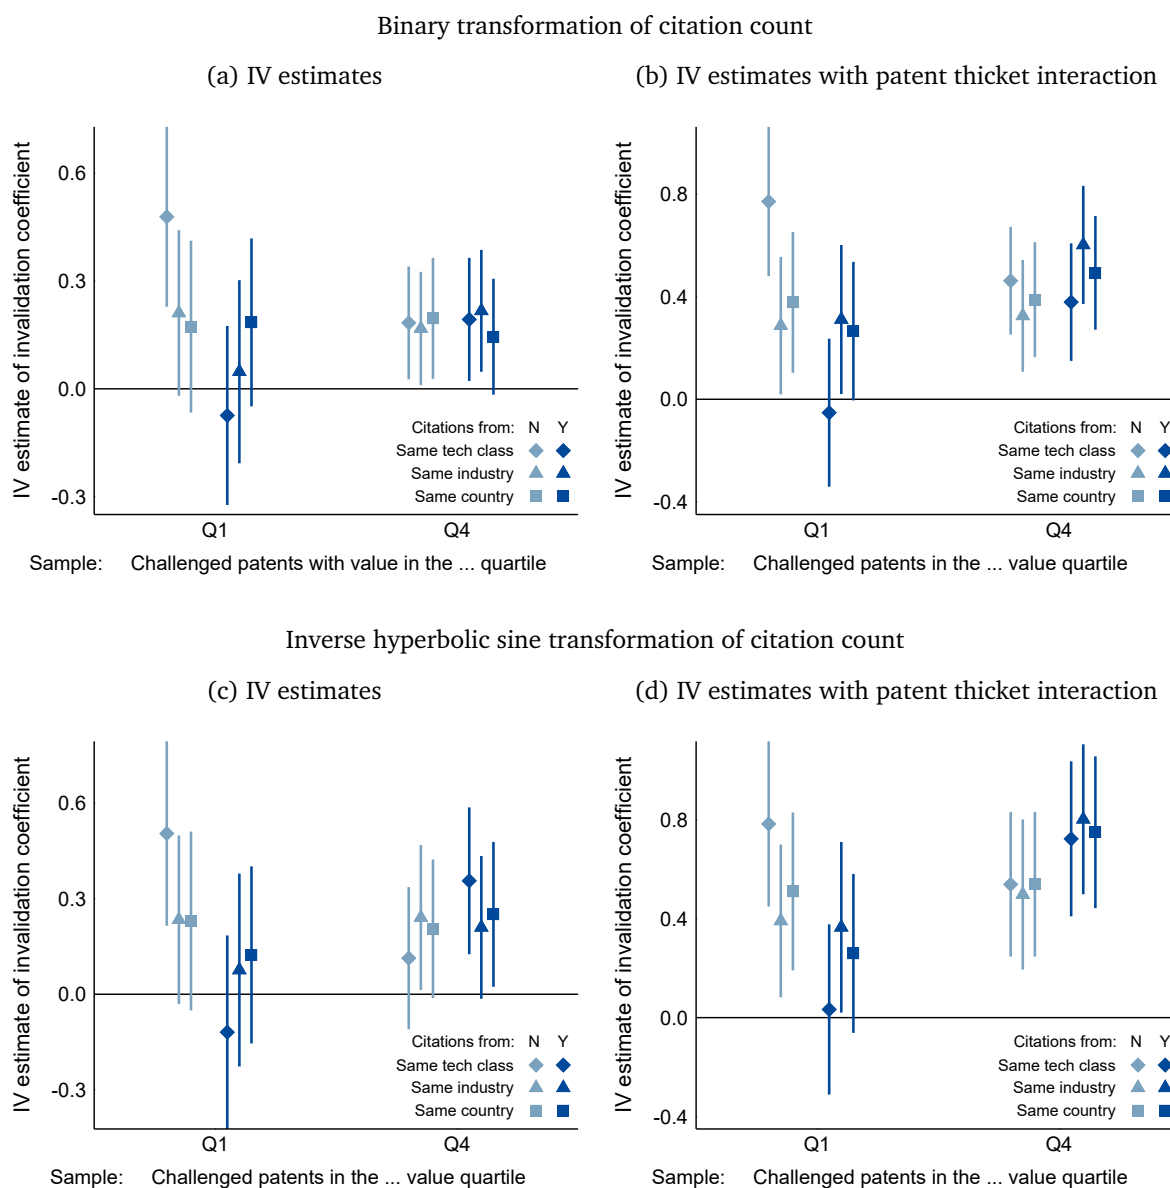 Binary transformation of citation count
(a) IV estimates
IV estimate of invalidation coefficient
0.6
0.3
0.0
-0.3
Citations from: N Y
Same tech class
Same industry
Same country
Q1 Q4
Sample: Challenged patents with value in the ... quartile
(b) IV estimates with patent thicket interaction
IV estimate of invalidation coefficient
0.8
0.4
0.0
-0.4
Citations from: N Y
Same tech class
Same industry
Same country
Q1 Q4
Sample: Challenged patents in the ... value quartile
Inverse hyperbolic sine transformation of citation count
(c) IV estimates
IV estimate of invalidation coefficient
0.6
0.3
0.0
-0.3
Citations from: N Y
Same tech class
Same industry
Same country
Q1 Q4
Sample: Challenged patents in the ... value quartile
(d) IV estimates with patent thicket interaction
IV estimate of invalidation coefficient
0.8
0.4
0.0
-0.4
Citations from: N Y
Same tech class
Same industry
Same country
Q1 Q4
Sample: Challenged patents in the ... value quartile